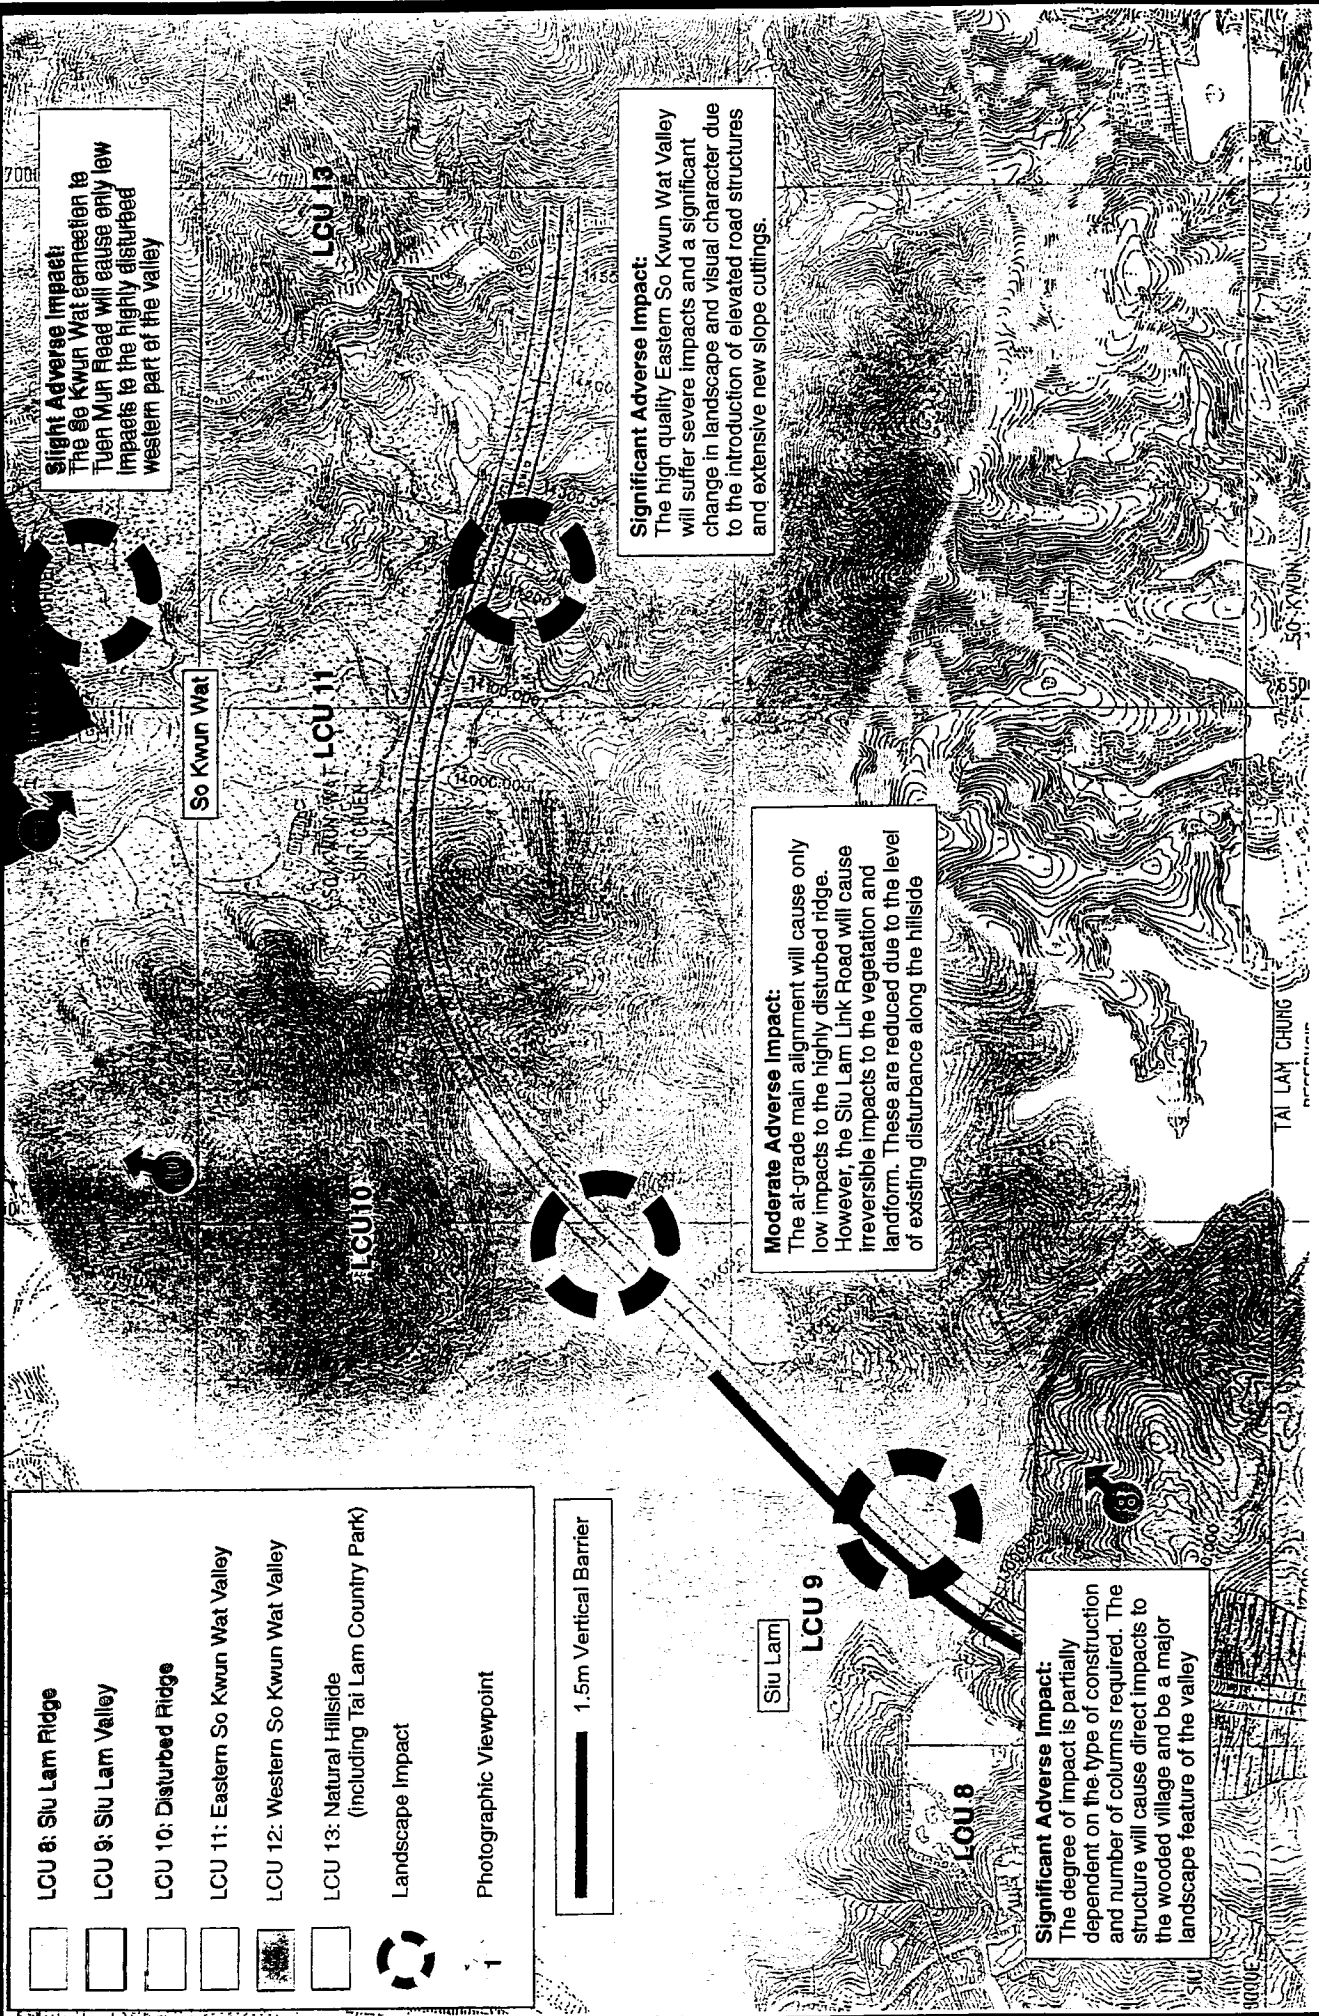 LCU 8: Siu Lam Ridge
LCU 9: Siu Lam Valley
LCU 10: Disturbed Ridge
LCU 11: Eastern So Kwun Wat Valley
LCU 12: Western So Kwun Wat Valley
LCU 13: Natural Hillside
(including Tai Lam Country Park)
Landscape Impact
1
Photographic Viewpoint
1.5m Vertical Barrier
Slight Adverse Impact:
The So Kwun Wat connection to
Tuen Mun Road will cause only low
impacts to the highly disturbed
western part of the valley
So Kwun Wat
LCU 13
LCU 11
SO KWUN WAT
SUN CHUEN
LCU10
10
Significant Adverse Impact:
The high quality Eastern So Kwun Wat Valley
will suffer severe impacts and a significant
change in landscape and visual character due
to the introduction of elevated road structures
and extensive new slope cuttings.
Moderate Adverse Impact:
The at-grade main alignment will cause only
low impacts to the highly disturbed ridge.
However, the Siu Lam Link Road will cause
irreversible impacts to the vegetation and
landform. These are reduced due to the level
of existing disturbance along the hillside
Siu Lam
LCU 9
LCU 8
8
Significant Adverse Impact:
The degree of impact is partially
dependent on the type of construction
and number of columns required. The
structure will cause direct impacts to
the wooded village and be a major
landscape feature of the valley
TAI LAM CHUNG
SO KWUN